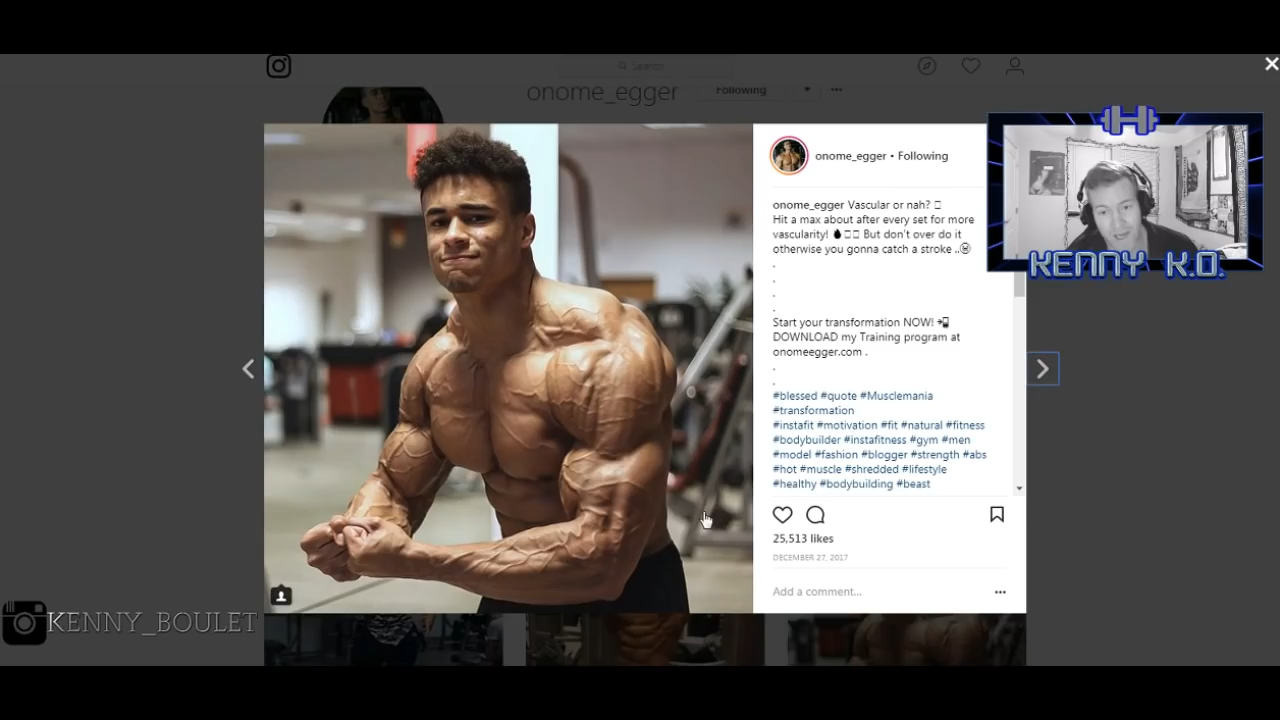 Search
onome_egger Following
onome_egger • Following
onome_egger Vascular or nah?
Hit a max about after every set for more
vascularity! But don't over do it
otherwise you gonna catch a stroke ..
.
.
.
.
Start your transformation NOW!
DOWNLOAD my Training program at
onomeegger.com .
.
.
#blessed #quote #Musclemania
#transformation
#instafit #motivation #fit #natural #fitness
#bodybuilder #instafitness #gym #men
#model #fashion #blogger #strength #abs
#hot #muscle #shredded #lifestyle
#healthy #bodybuilding #beast
25,513 likes
DECEMBER 27, 2017
Add a comment...
KENNY K.O.
KENNY_BOULET